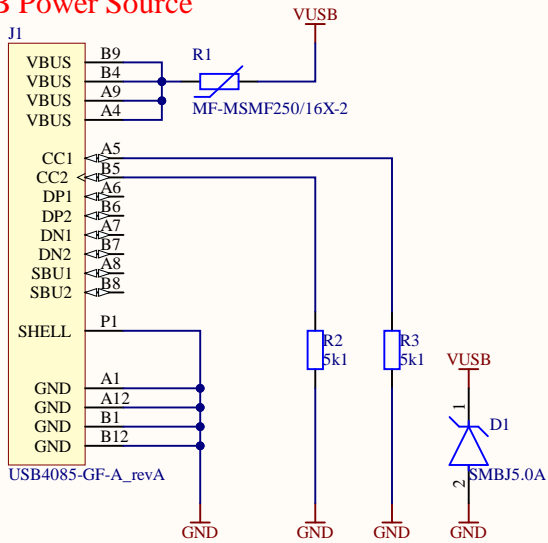 B Power Source
J1
VUSB
VBUS B9
VBUS B4
VBUS A9
VBUS A4
R1
MF-MSMF250/16X-2
CC1 A5
CC2 B5
DP1 A6
DP2 B6
DN1 A7
DN2 B7
SBU1 A8
SBU2 B8
SHELL P1
R2
5k1
R3
5k1
VUSB
GND A1
GND A12
GND B1
GND B12
1
D1
2
SMBJ5.0A
USB4085-GF-A_revA
GND
GND
GND
GND